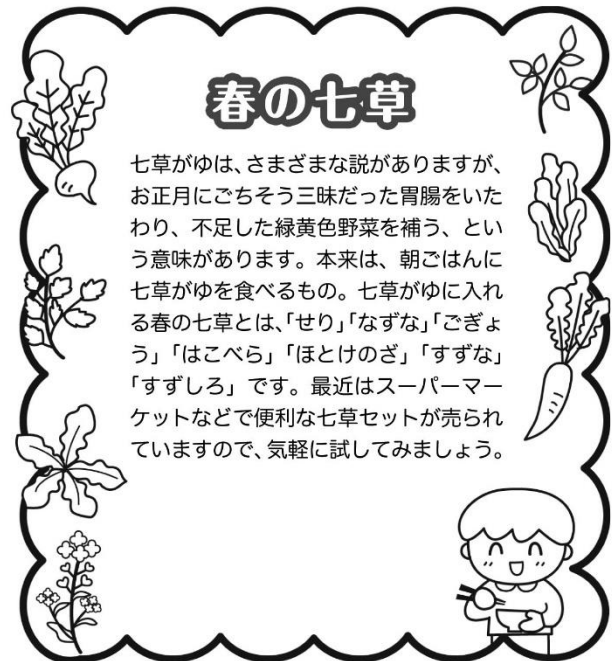 春の七草
七草がゆは、さまざまな説がありますが、
お正月にごちそう三昧だった胃腸をいた
わり、不足した緑黄色野菜を補う、とい
う意味があります。本来は、朝ごはんに
七草がゆを食べるもの。七草がゆに入れ
る春の七草とは、「せり」「なずな」「ごぎょ
う」「はこべら」「ほとけのざ」「すずな」
「すずしろ」です。最近はスーパーマー
ケットなどで便利な七草セットが売られ
ていますので、気軽に試してみましょう。